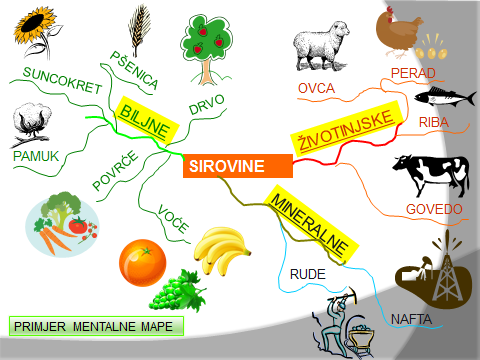 SUNCOKRET
PŠENICA
DRVO
BILJNE
PAMUK
POVRĆE
VOĆE
SIROVINE
OVCA
PERAD
ŽIVOTINJSKE
RIBA
GOVEDO
MINERALNE
RUDE
NAFTA
PRIMJER MENTALNE MAPE